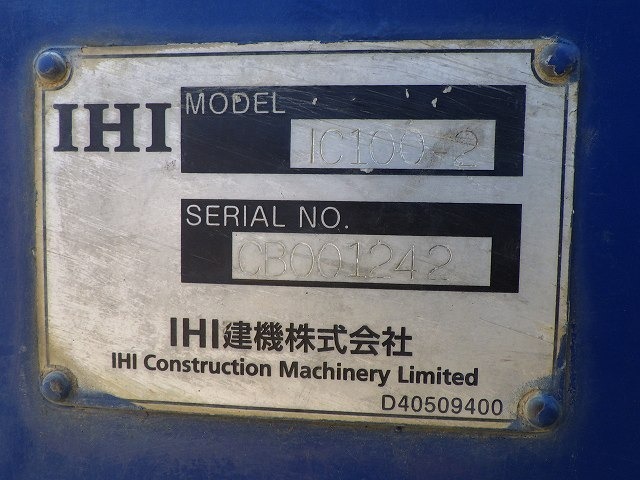 IHI
MODEL
IC100-2
SERIAL NO.
CB001242
IHI建機株式会社
IHI Construction Machinery Limited
D40509400